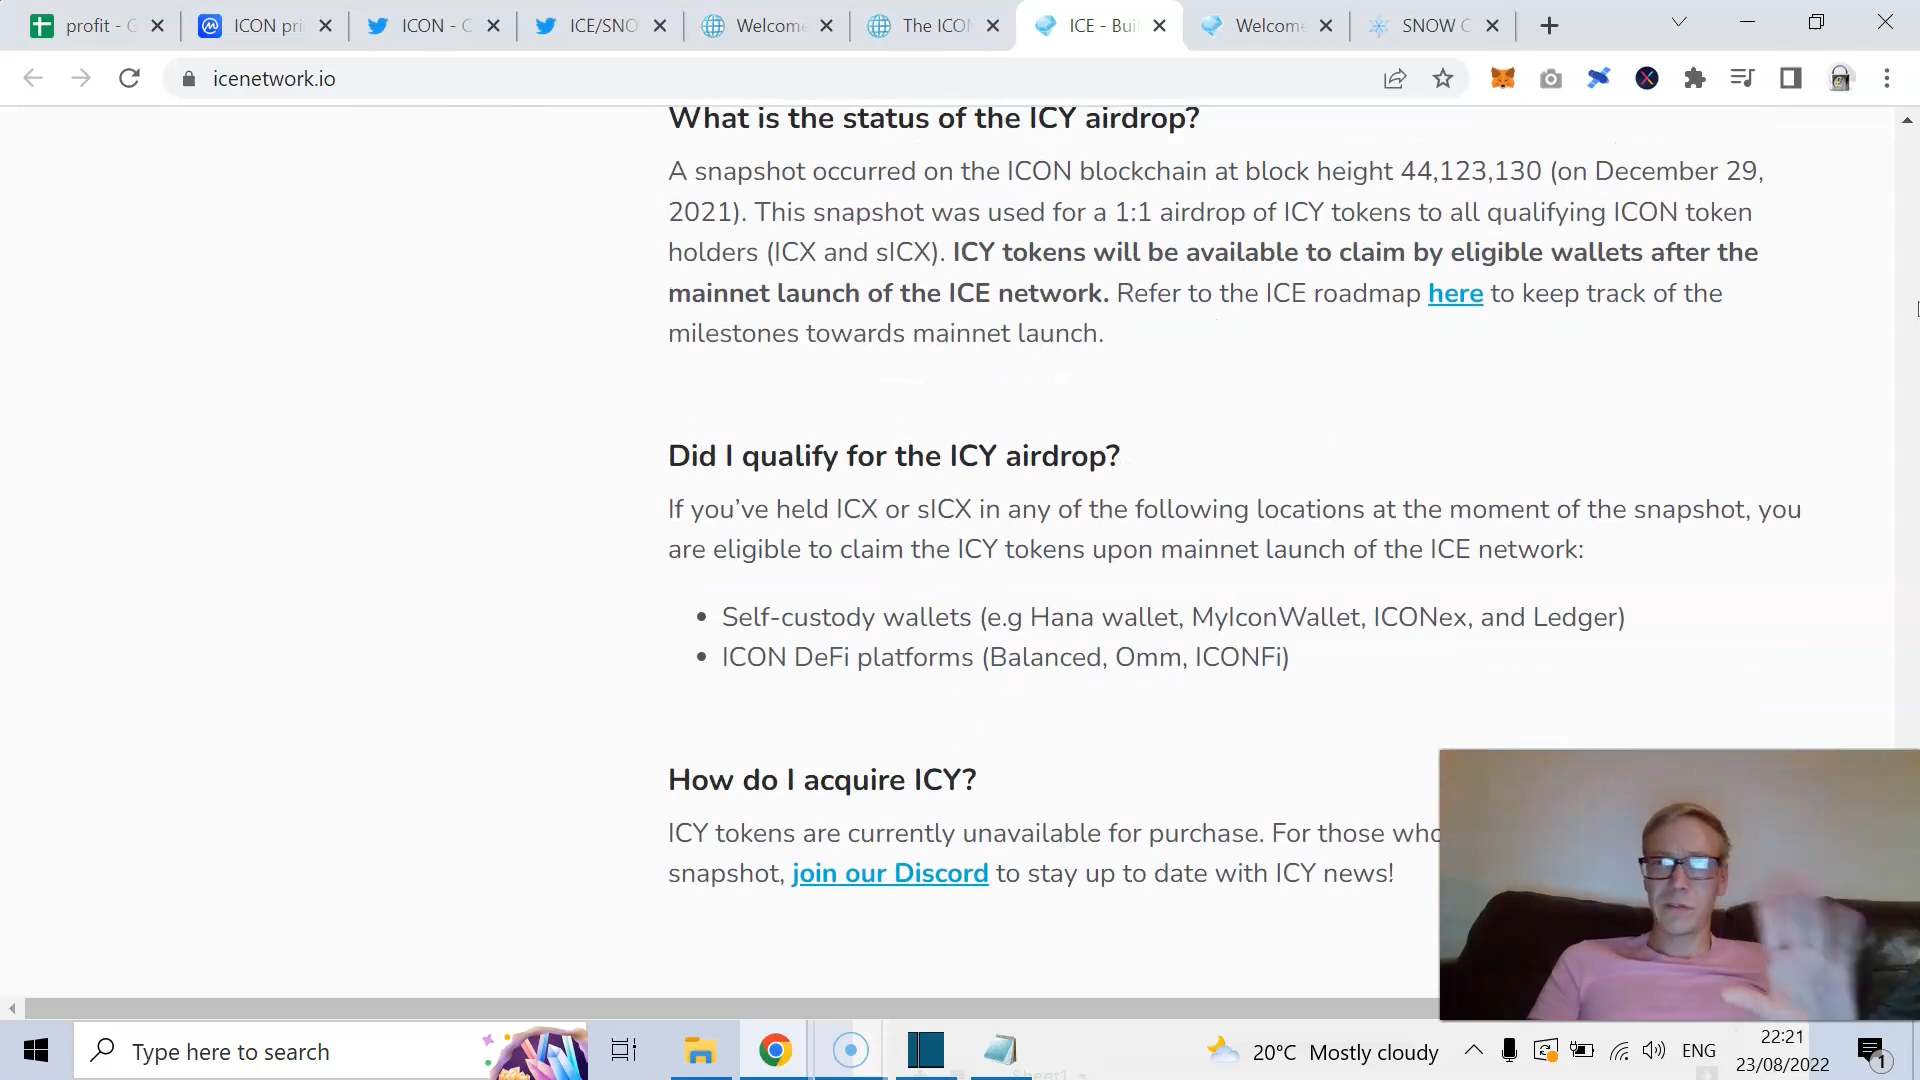 profit - G
ICON pri
ICON - C
ICE/SNO
Welcome
The ICON
ICE - Buil
Welcome
SNOW C
icenetwork.io
What is the status of the ICY airdrop?
A snapshot occurred on the ICON blockchain at block height 44,123,130 (on December 29,
2021). This snapshot was used for a 1:1 airdrop of ICY tokens to all qualifying ICON token
holders (ICX and sICX). ICY tokens will be available to claim by eligible wallets after the
mainnet launch of the ICE network. Refer to the ICE roadmap here to keep track of the
milestones towards mainnet launch.
Did I qualify for the ICY airdrop?
If you’ve held ICX or sICX in any of the following locations at the moment of the snapshot, you
are eligible to claim the ICY tokens upon mainnet launch of the ICE network:
• Self-custody wallets (e.g Hana wallet, MyIconWallet, ICONex, and Ledger)
• ICON DeFi platforms (Balanced, Omm, ICONFi)
How do I acquire ICY?
ICY tokens are currently unavailable for purchase. For those who
snapshot, join our Discord to stay up to date with ICY news!
Type here to search
20°C Mostly cloudy
ENG
22:21
23/08/2022
1
Sheet1